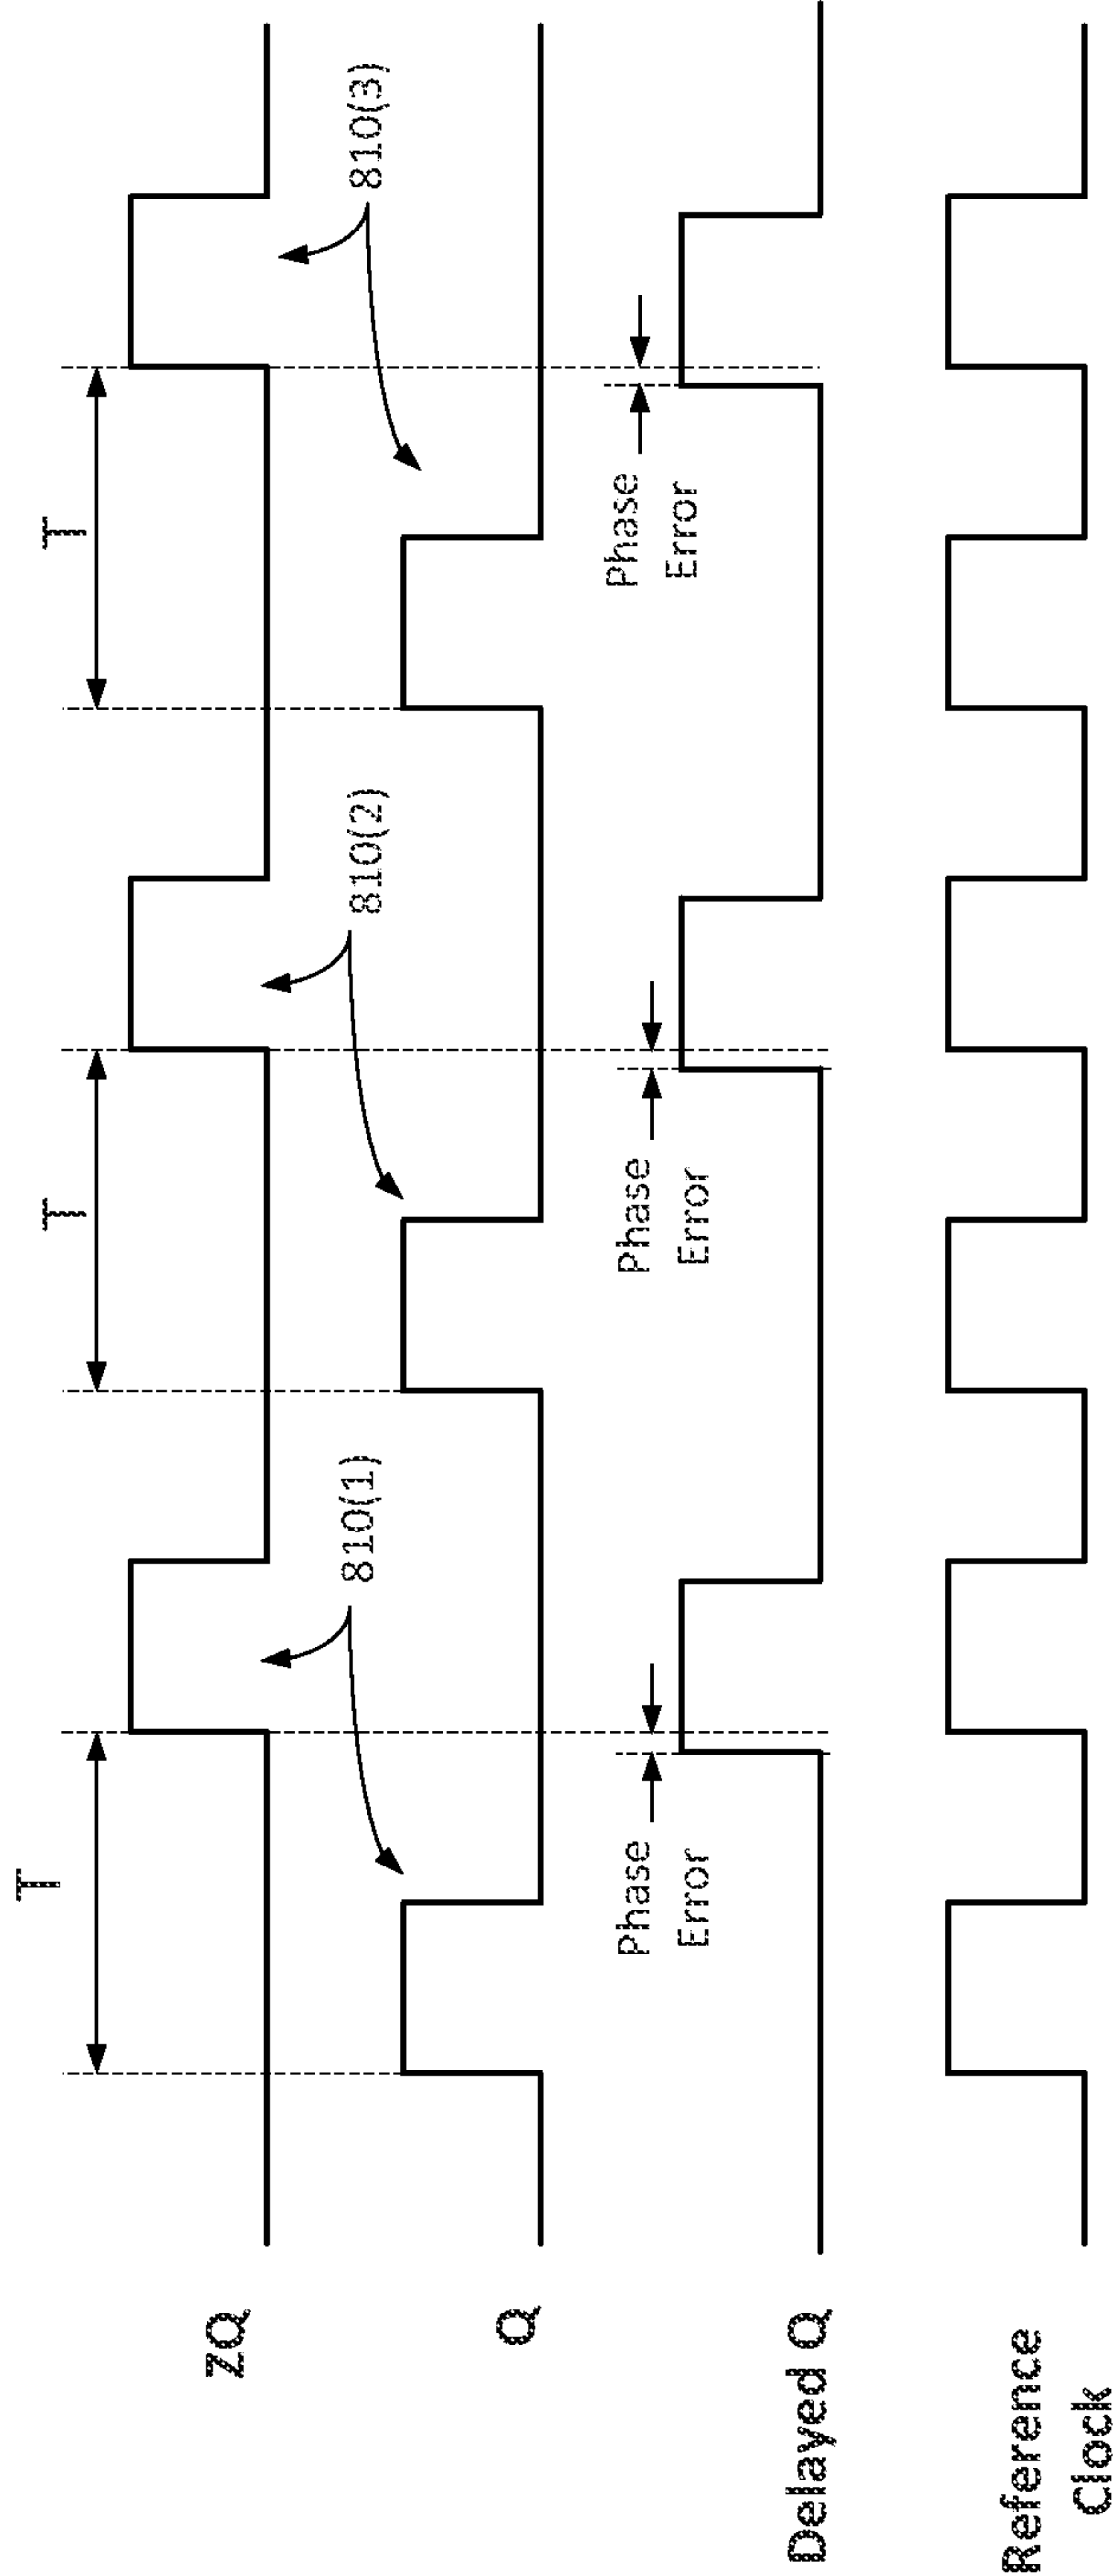 T
T
T
ZQ
810(1)
810(2)
810(3)
Q
Phase
Error
Phase
Error
Phase
Error
Delayed Q
Reference
Clock